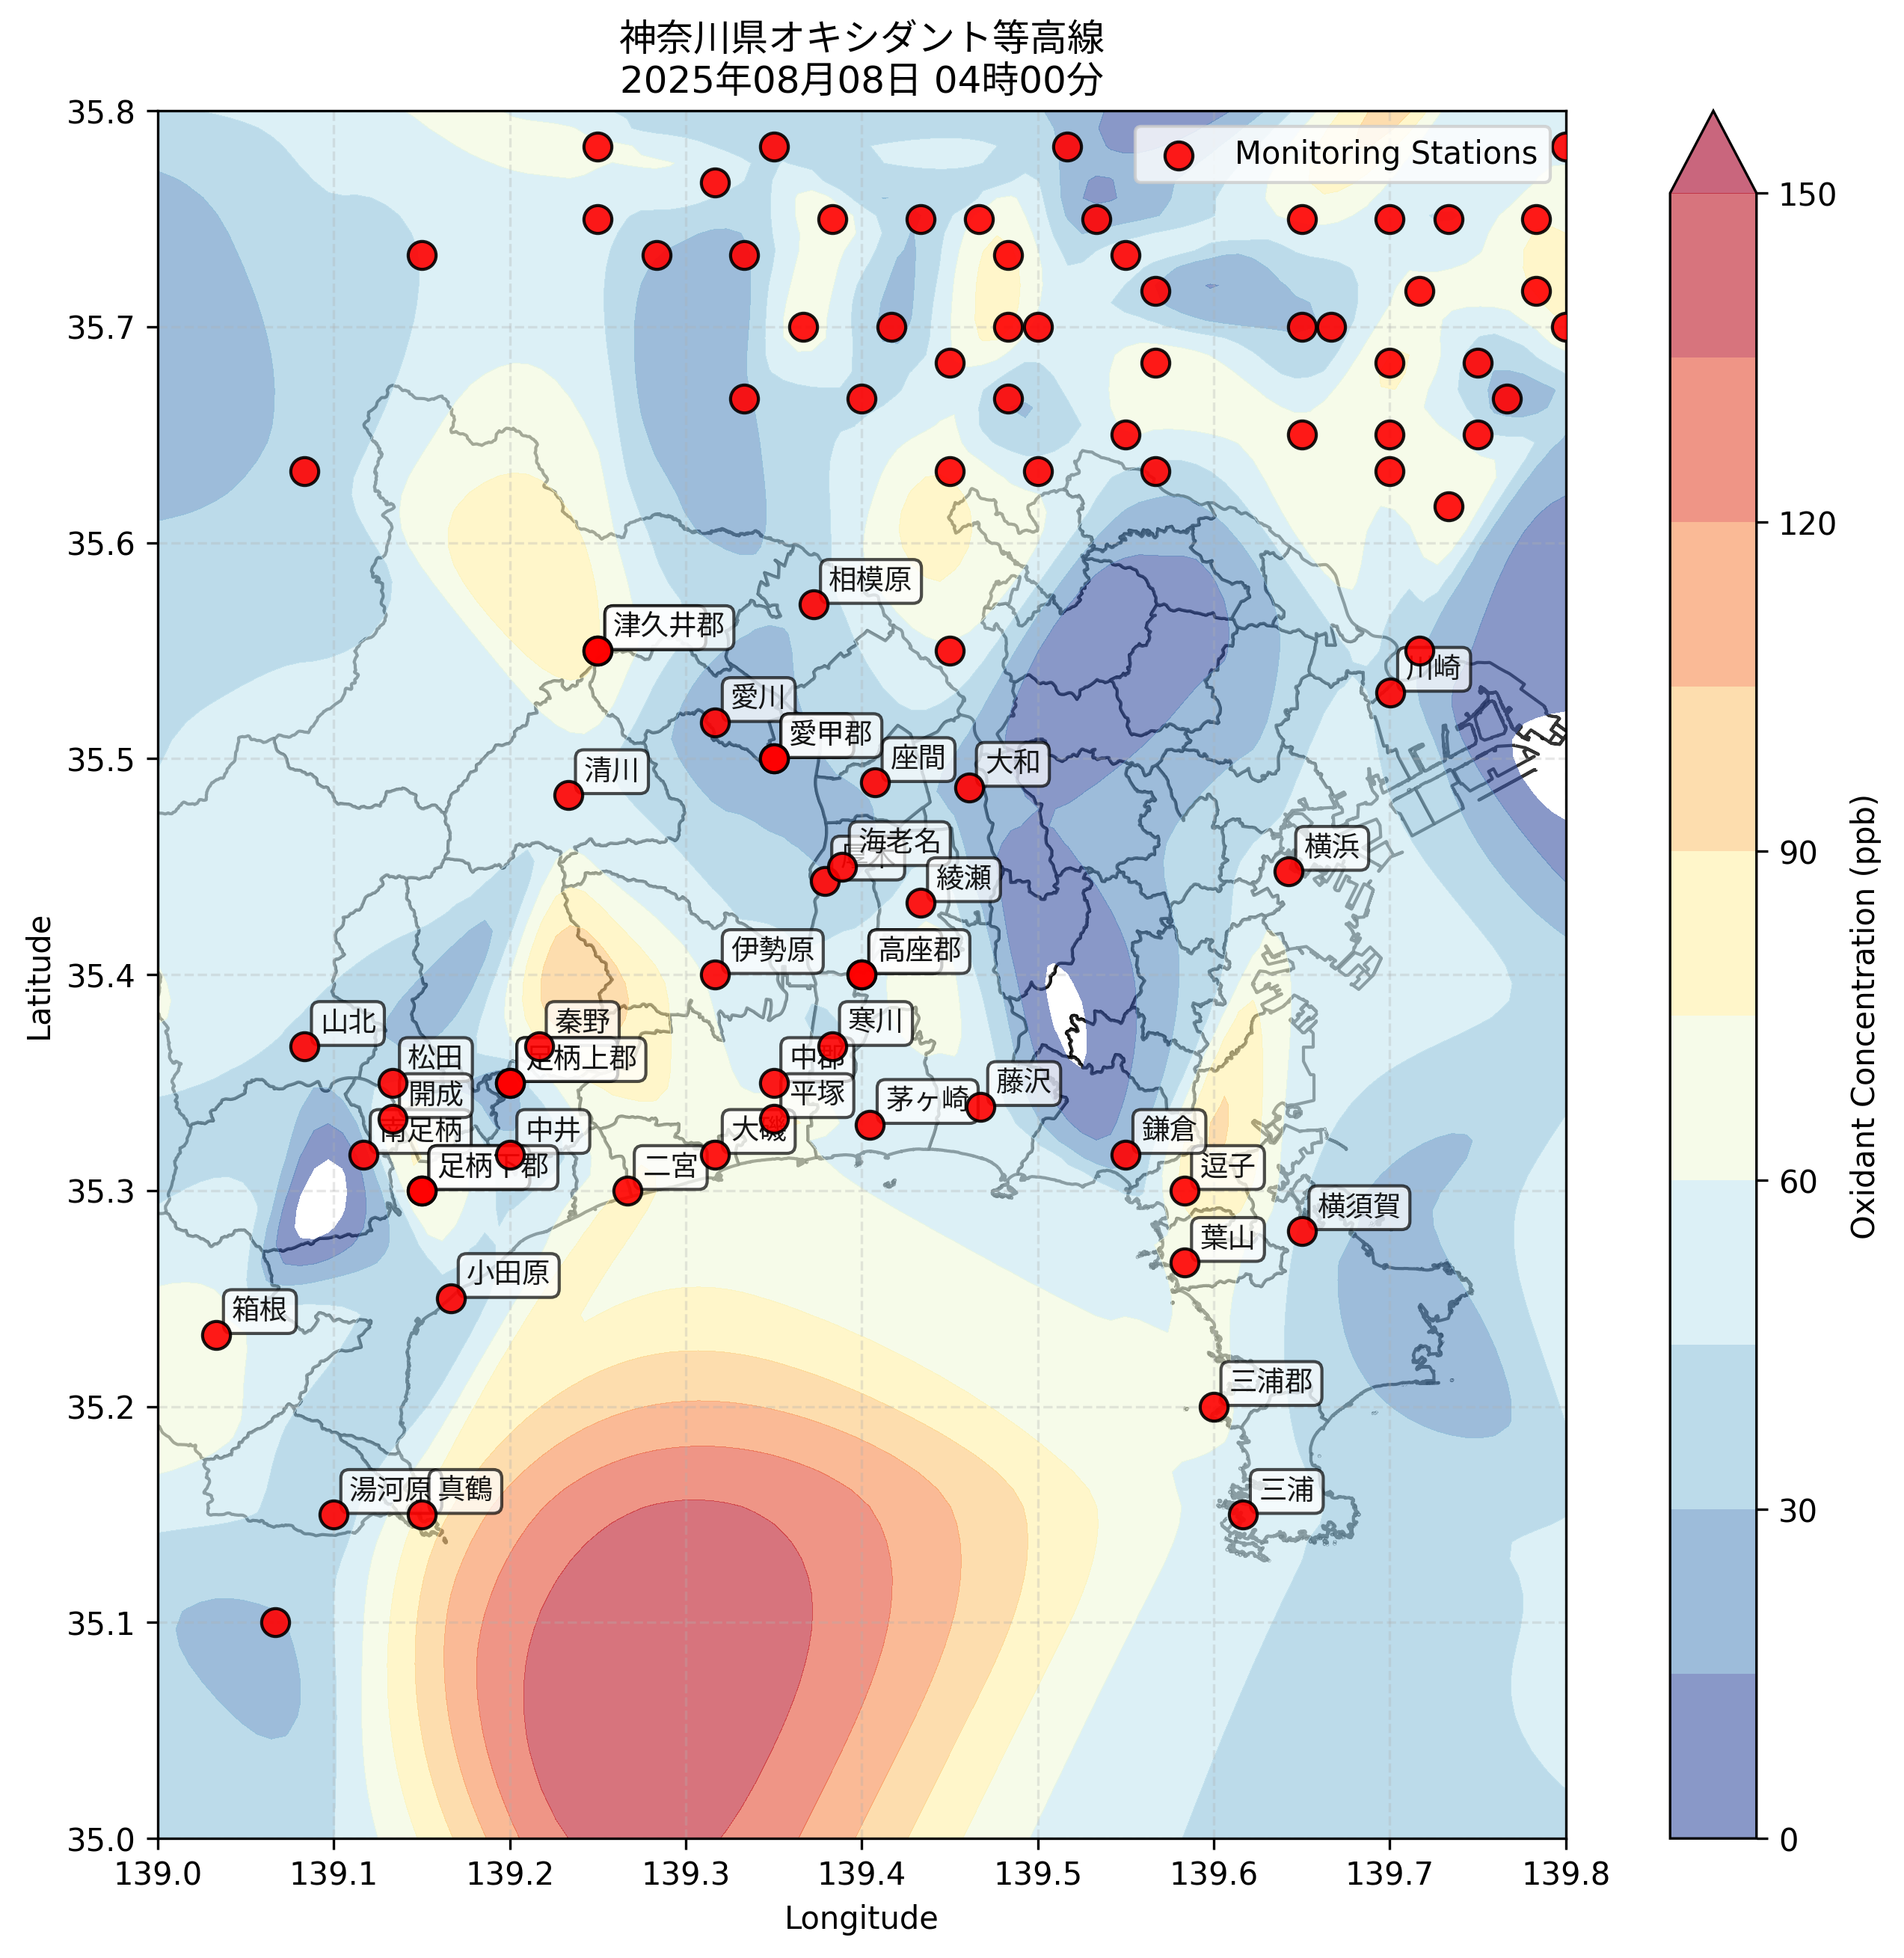 神奈川県オキシダント等高線
2025年08月08日 04時00分
Monitoring Stations
35.8
35.7
35.6
35.5
35.4
35.3
35.2
35.1
35.0
Latitude
139.0
139.1
139.2
139.3
139.4
139.5
139.6
139.7
139.8
Longitude
相模原
津久井郡
川崎
愛川
愛甲郡
座間
大和
清川
海老名
横浜
綾瀬
伊勢原
高座郡
山北
秦野
寒川
松田
足柄上郡
中郡
開成
平塚
茅ヶ崎
藤沢
南足柄
中井
大磯
鎌倉
足柄下郡
二宮
逗子
横須賀
葉山
小田原
箱根
三浦郡
湯河原
真鶴
三浦
150
120
90
60
30
0
Oxidant Concentration (ppb)